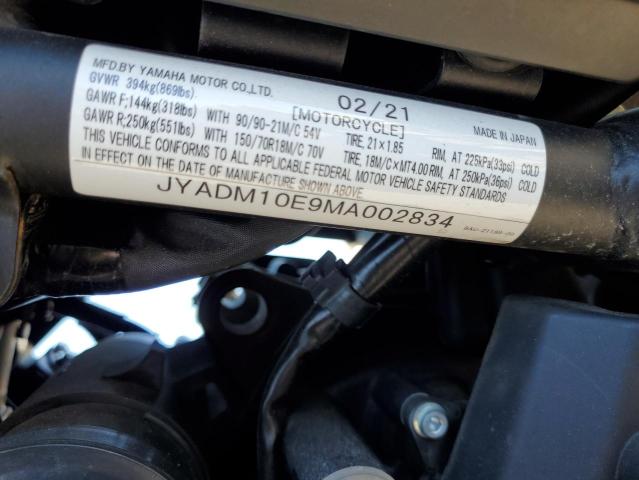 MFD.BY YAMAHA MOTOR CO.,LTD. 02/21
GVWR 394kg(869lbs) [MOTORCYCLE] MADE IN JAPAN
GAWR F;144kg(318lbs) WITH 90/90-21M/C 54V TIRE, 21×1.85 RIM, AT 225kPa(33psi) COLD
GAWR R;250kg(551lbs) WITH 150/70R18M/C 70V TIRE, 18M/C×MT4.00 RIM, AT 250kPa(36psi) COLD
THIS VEHICLE CONFORMS TO ALL APPLICABLE FEDERAL MOTOR VEHICLE SAFETY STANDARDS
IN EFFECT ON THE DATE OF MANUFACTURE SHOWN ABOVE
JYADM10E9MA002834